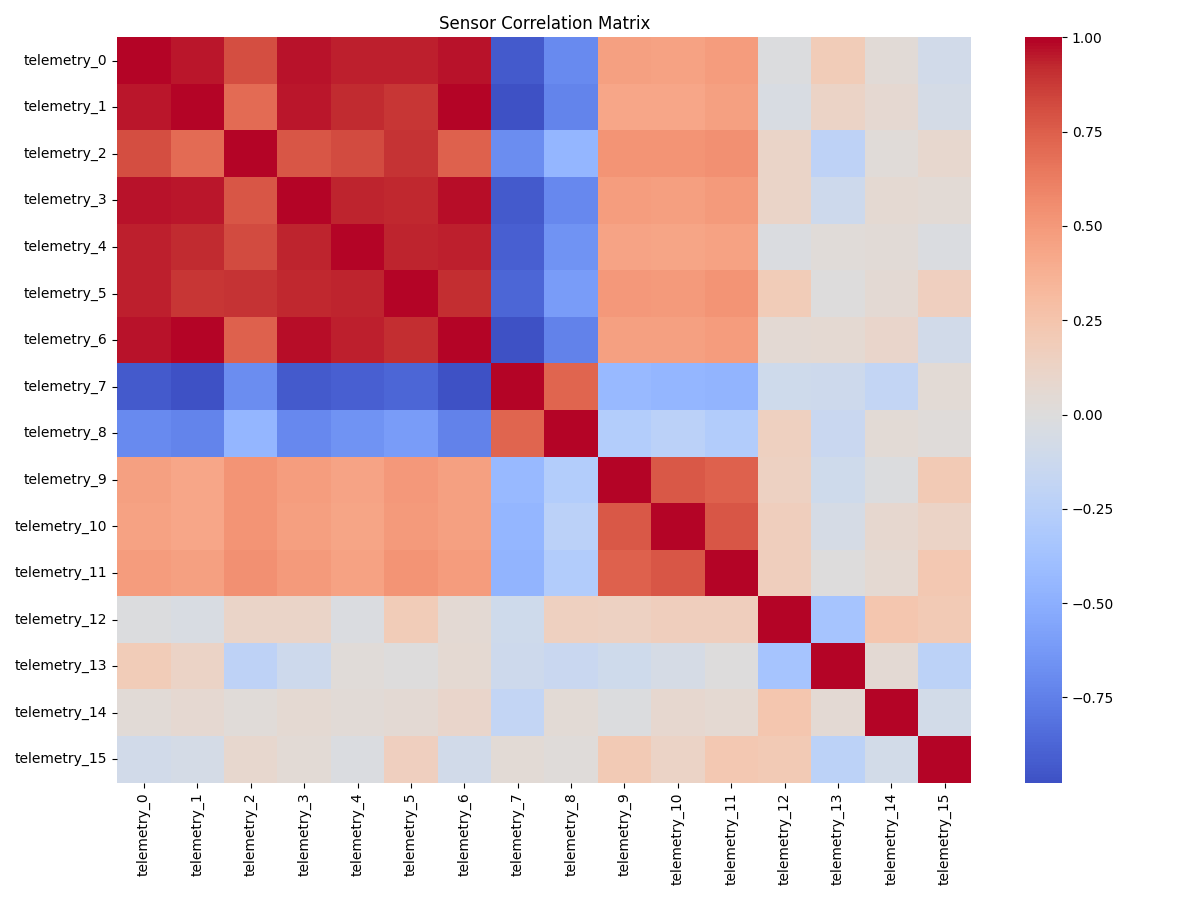 Sensor Correlation Matrix
telemetry_0
telemetry_1
telemetry_2
telemetry_3
telemetry_4
telemetry_5
telemetry_6
telemetry_7
telemetry_8
telemetry_9
telemetry_10
telemetry_11
telemetry_12
telemetry_13
telemetry_14
telemetry_15
telemetry_0
telemetry_1
telemetry_2
telemetry_3
telemetry_4
telemetry_5
telemetry_6
telemetry_7
telemetry_8
telemetry_9
telemetry_10
telemetry_11
telemetry_12
telemetry_13
telemetry_14
telemetry_15
1.00
0.75
0.50
0.25
0.00
−0.25
−0.50
−0.75